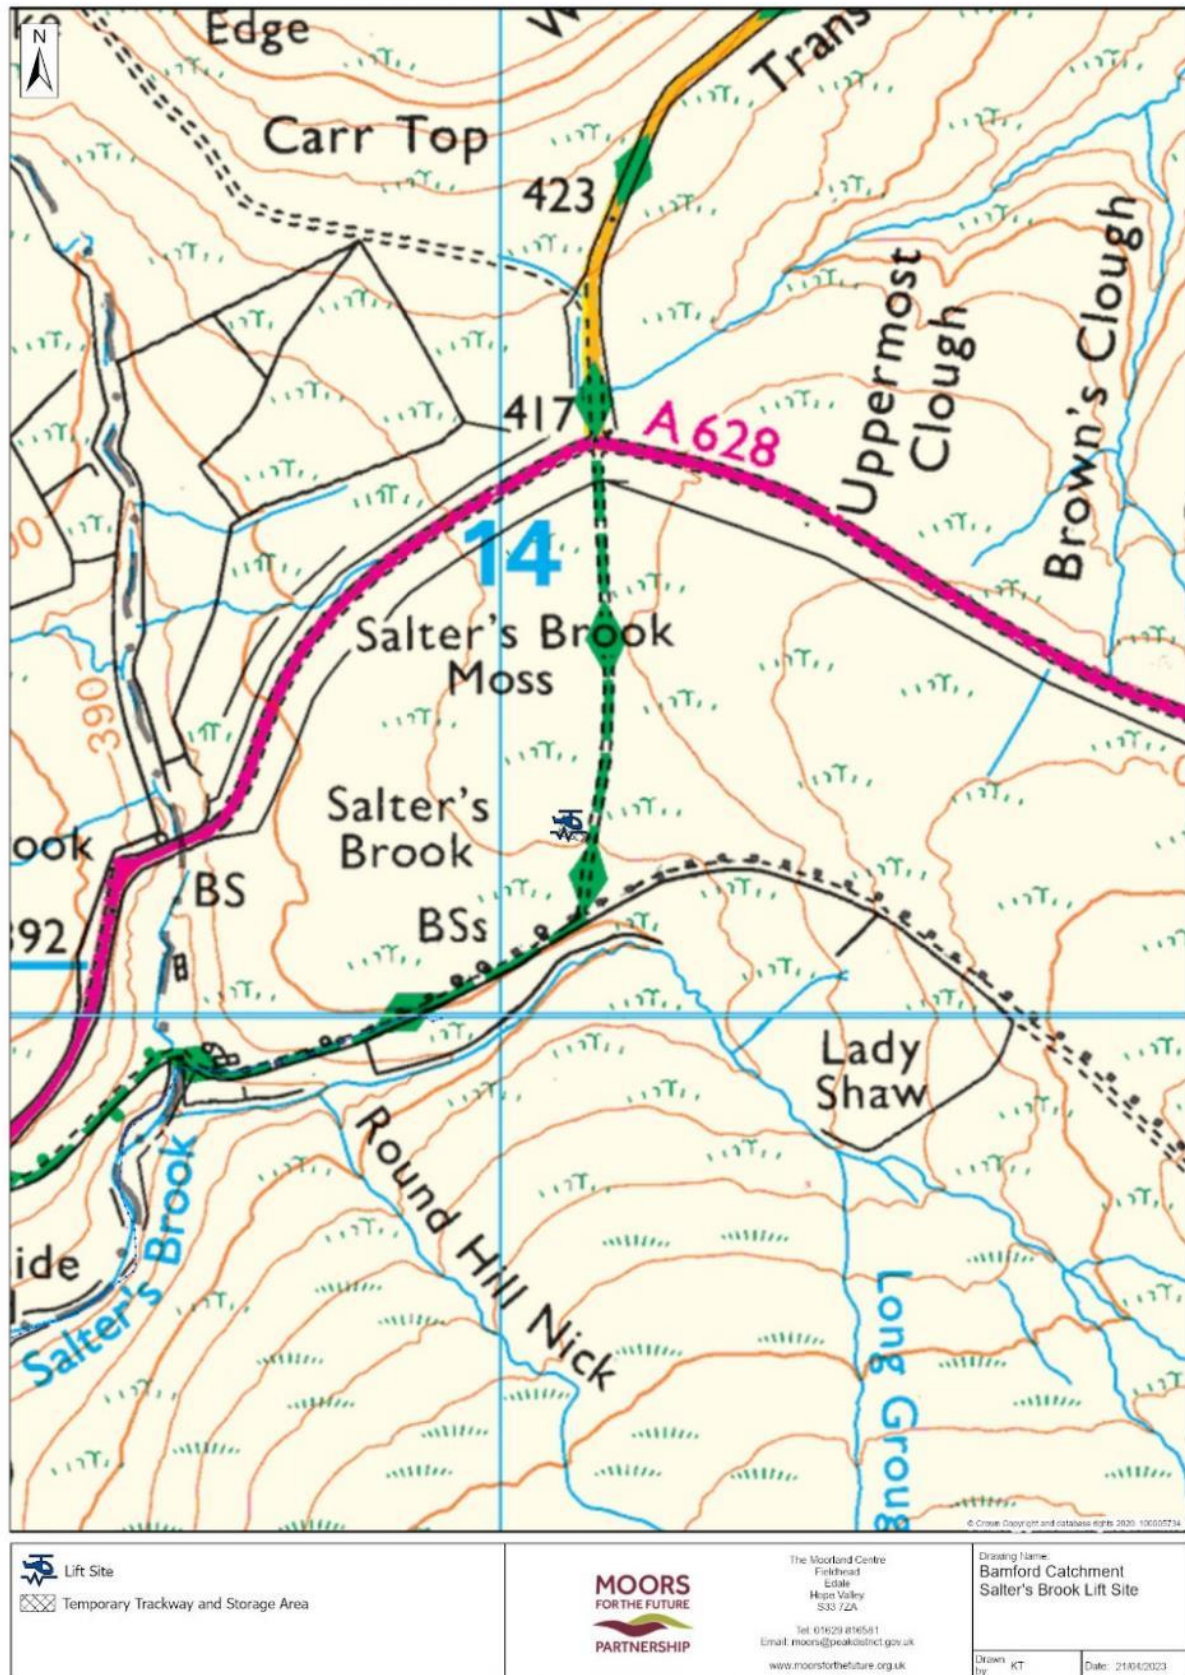 N
Edge
Trans
Carr Top
423
417
A 628
Uppermost
Clough
Brown's Clough
14
Salter's Brook
Moss
390
Salter's
Brook
ook
BS
BSs
92
Lady
Shaw
Round Hill Nick
Salter's Brook
ide
Long Groug
© Crown Copyright and database rights 2020. 100005734
Lift Site
Temporary Trackway and Storage Area
MOORS
FOR THE FUTURE
PARTNERSHIP
The Moorland Centre
Fieldhead
Edale
Hope Valley
S33 7ZA
Tel: 01629 816581
Email: moors@peakdistrict.gov.uk
www.moorsforthefuture.org.uk
Drawing Name:
Bamford Catchment
Salter's Brook Lift Site
Drawn by KT
Date: 21/04/2023